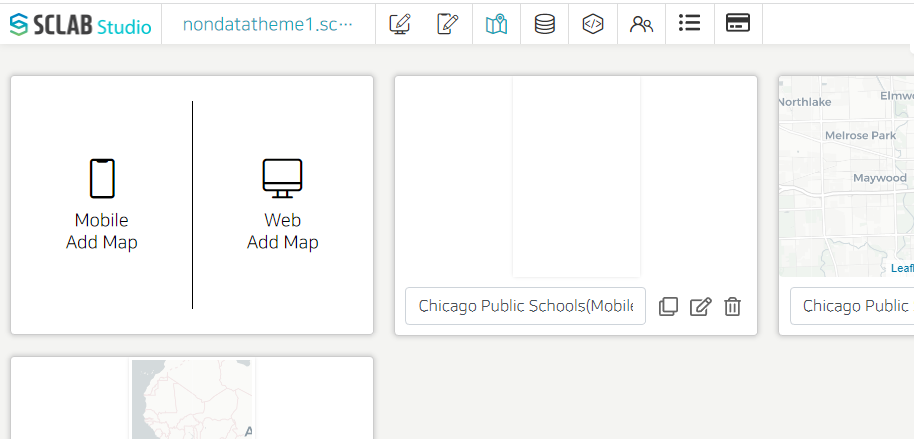 SCLAB Studio
nondatatheme1.sc···
Mobile
Add Map
Web
Add Map
Chicago Public Schools(Mobile
Northlake
Elmw
Melrose Park
Maywood
Leafl
Chicago Public
A